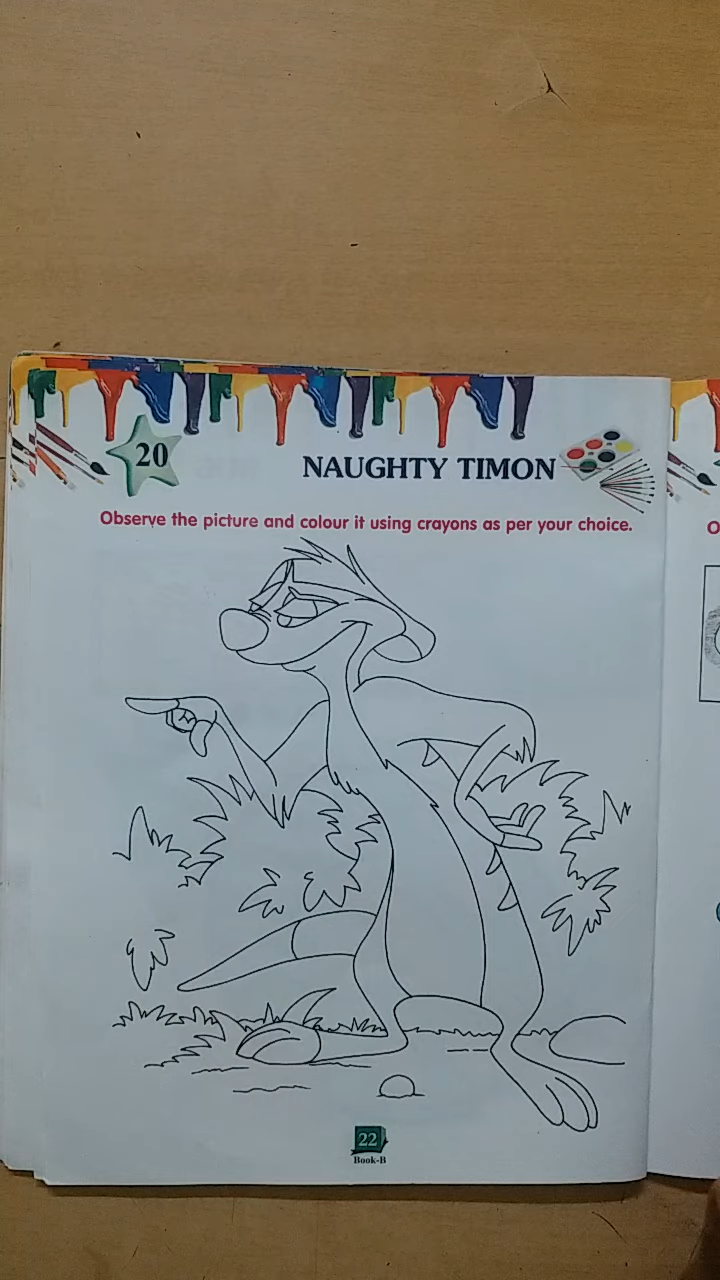 20
NAUGHTY TIMON
Observe the picture and colour it using crayons as per your choice.
O
22
Book-B